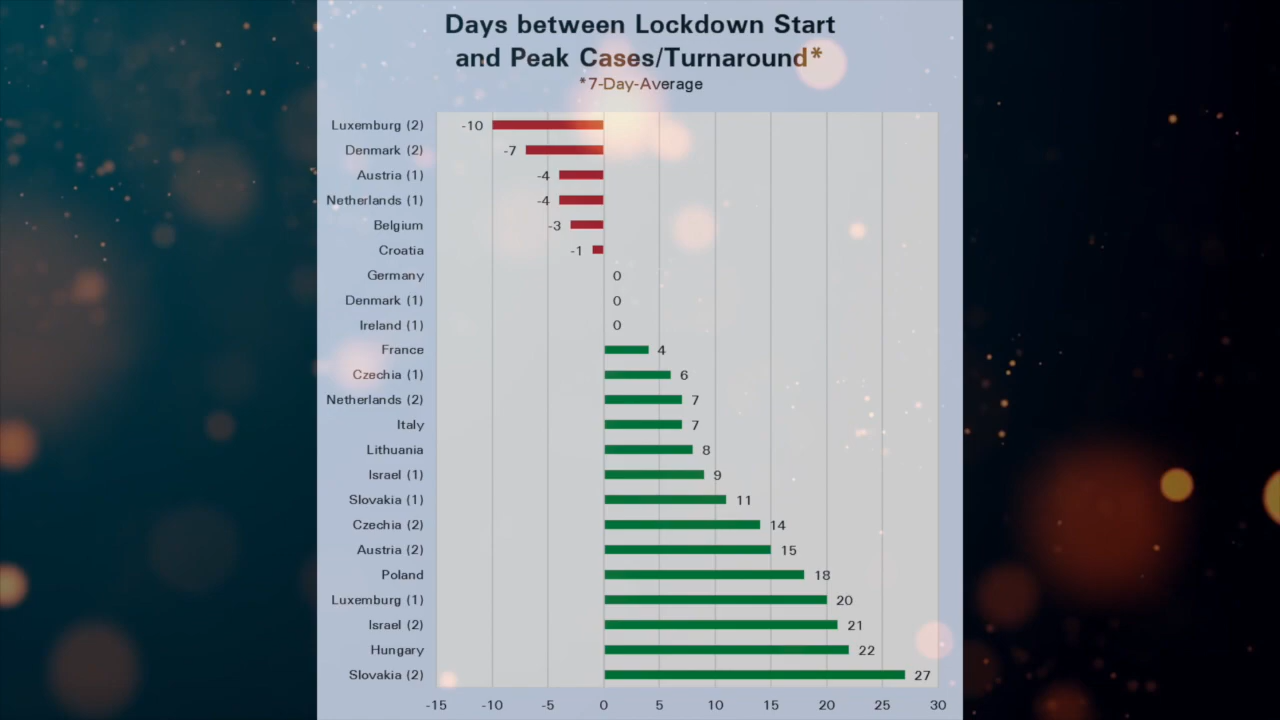 Days between Lockdown Start
and Peak Cases/Turnaround*
*7-Day-Average
Luxemburg (2) -10
Denmark (2) -7
Austria (1) -4
Netherlands (1) -4
Belgium -3
Croatia -1
Germany 0
Denmark (1) 0
Ireland (1) 0
France 4
Czechia (1) 6
Netherlands (2) 7
Italy 7
Lithuania 8
Israel (1) 9
Slovakia (1) 11
Czechia (2) 14
Austria (2) 15
Poland 18
Luxemburg (1) 20
Israel (2) 21
Hungary 22
Slovakia (2) 27
-15 -10 -5 0 5 10 15 20 25 30